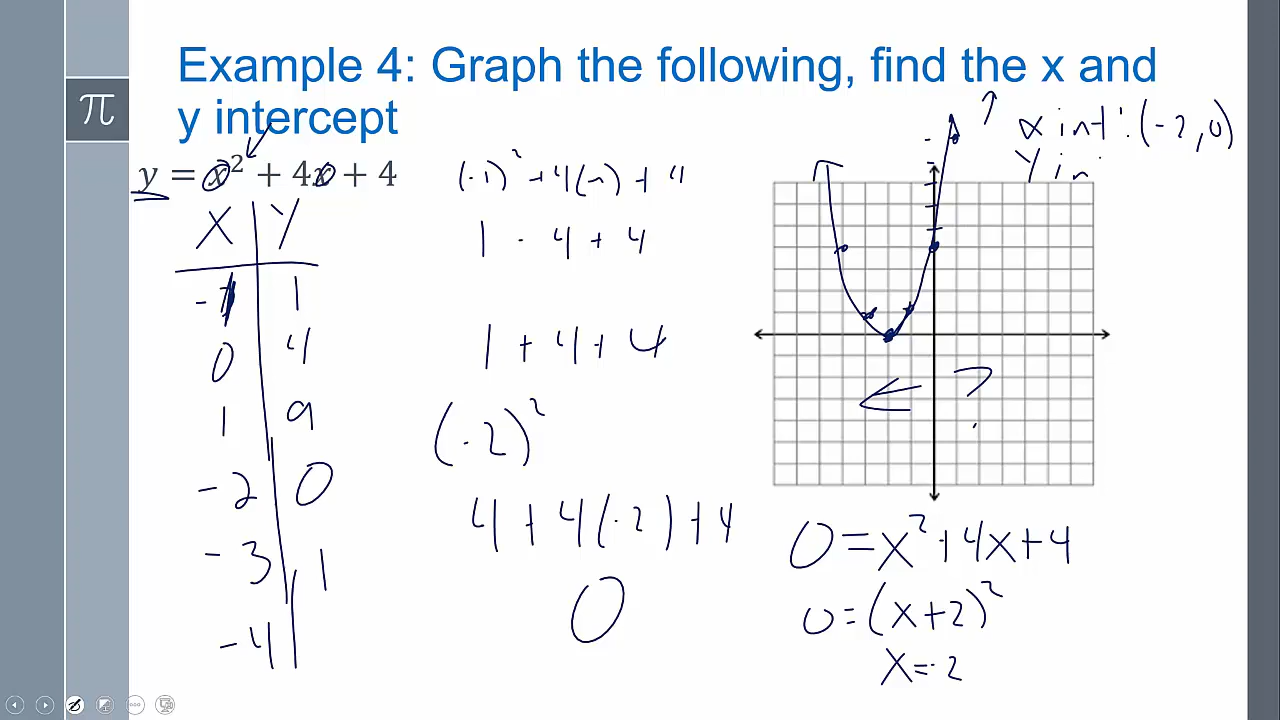 Example 4: Graph the following, find the x and
y intercept
π
y = x² + 4x + 4
X Y
-1 1
0 4
1 9
-2 0
-3 1
-4
(-1)² + 4(-1) + 4
1 - 4 + 4
1 + 4 + 4
(-2)²
4 + 4(-2) + 4
0
x int: (-2, 0)
Y in
?
0 = x² + 4x + 4
0 = (x + 2)²
x = -2